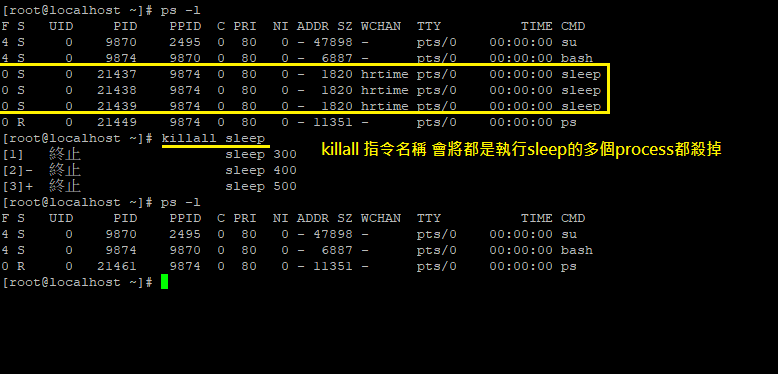 [root@localhost ~]# ps -l
F S   UID     PID    PPID  C PRI  NI ADDR SZ WCHAN  TTY          TIME CMD
4 S     0    9870    2495  0  80   0 - 47898 -      pts/0    00:00:00 su
4 S     0    9874    9870  0  80   0 -  6887 -      pts/0    00:00:00 bash
0 S     0   21437    9874  0  80   0 -  1820 hrtime pts/0    00:00:00 sleep
0 S     0   21438    9874  0  80   0 -  1820 hrtime pts/0    00:00:00 sleep
0 S     0   21439    9874  0  80   0 -  1820 hrtime pts/0    00:00:00 sleep
0 R     0   21449    9874  0  80   0 - 11351 -      pts/0    00:00:00 ps
[root@localhost ~]# killall sleep
killall 指令名稱 會將都是執行sleep的多個process都殺掉
[1]   終止                  sleep 300
[2]-  終止                  sleep 400
[3]+  終止                  sleep 500
[root@localhost ~]# ps -l
F S   UID     PID    PPID  C PRI  NI ADDR SZ WCHAN  TTY          TIME CMD
4 S     0    9870    2495  0  80   0 - 47898 -      pts/0    00:00:00 su
4 S     0    9874    9870  0  80   0 -  6887 -      pts/0    00:00:00 bash
0 R     0   21461    9874  0  80   0 - 11351 -      pts/0    00:00:00 ps
[root@localhost ~]#